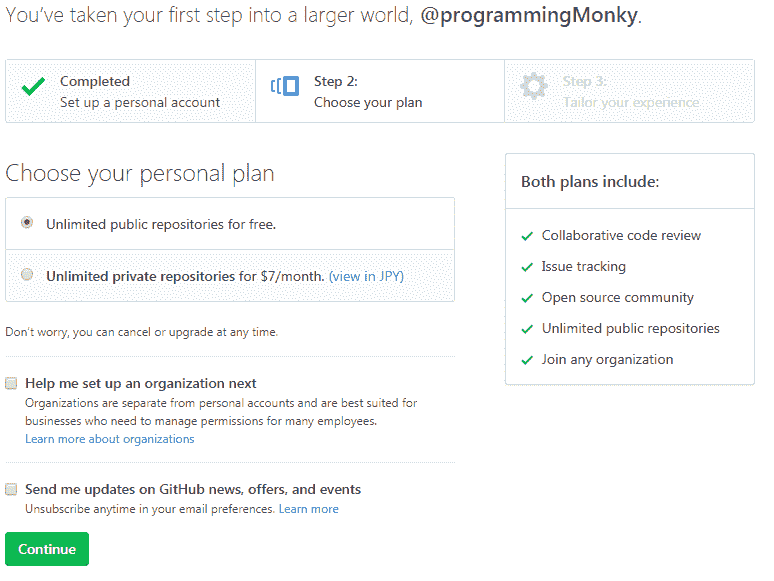 You've taken your first step into a larger world, @programmingMonky.
Completed
Set up a personal account
Step 2:
Choose your plan
Step 3:
Tailor your experience
Choose your personal plan
Unlimited public repositories for free.
Unlimited private repositories for $7/month. (view in JPY)
Don't worry, you can cancel or upgrade at any time.
Help me set up an organization next
Organizations are separate from personal accounts and are best suited for
businesses who need to manage permissions for many employees.
Learn more about organizations
Send me updates on GitHub news, offers, and events
Unsubscribe anytime in your email preferences. Learn more
Continue
Both plans include:
Collaborative code review
Issue tracking
Open source community
Unlimited public repositories
Join any organization